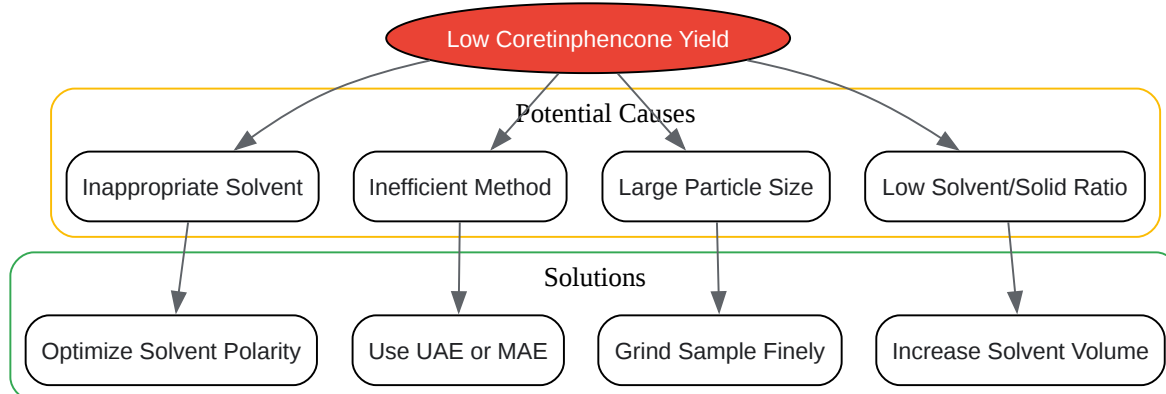 Low Coretinphencone Yield
Potential Causes
Inappropriate Solvent
Inefficient Method
Large Particle Size
Low Solvent/Solid Ratio
Solutions
Optimize Solvent Polarity
Use UAE or MAE
Grind Sample Finely
Increase Solvent Volume